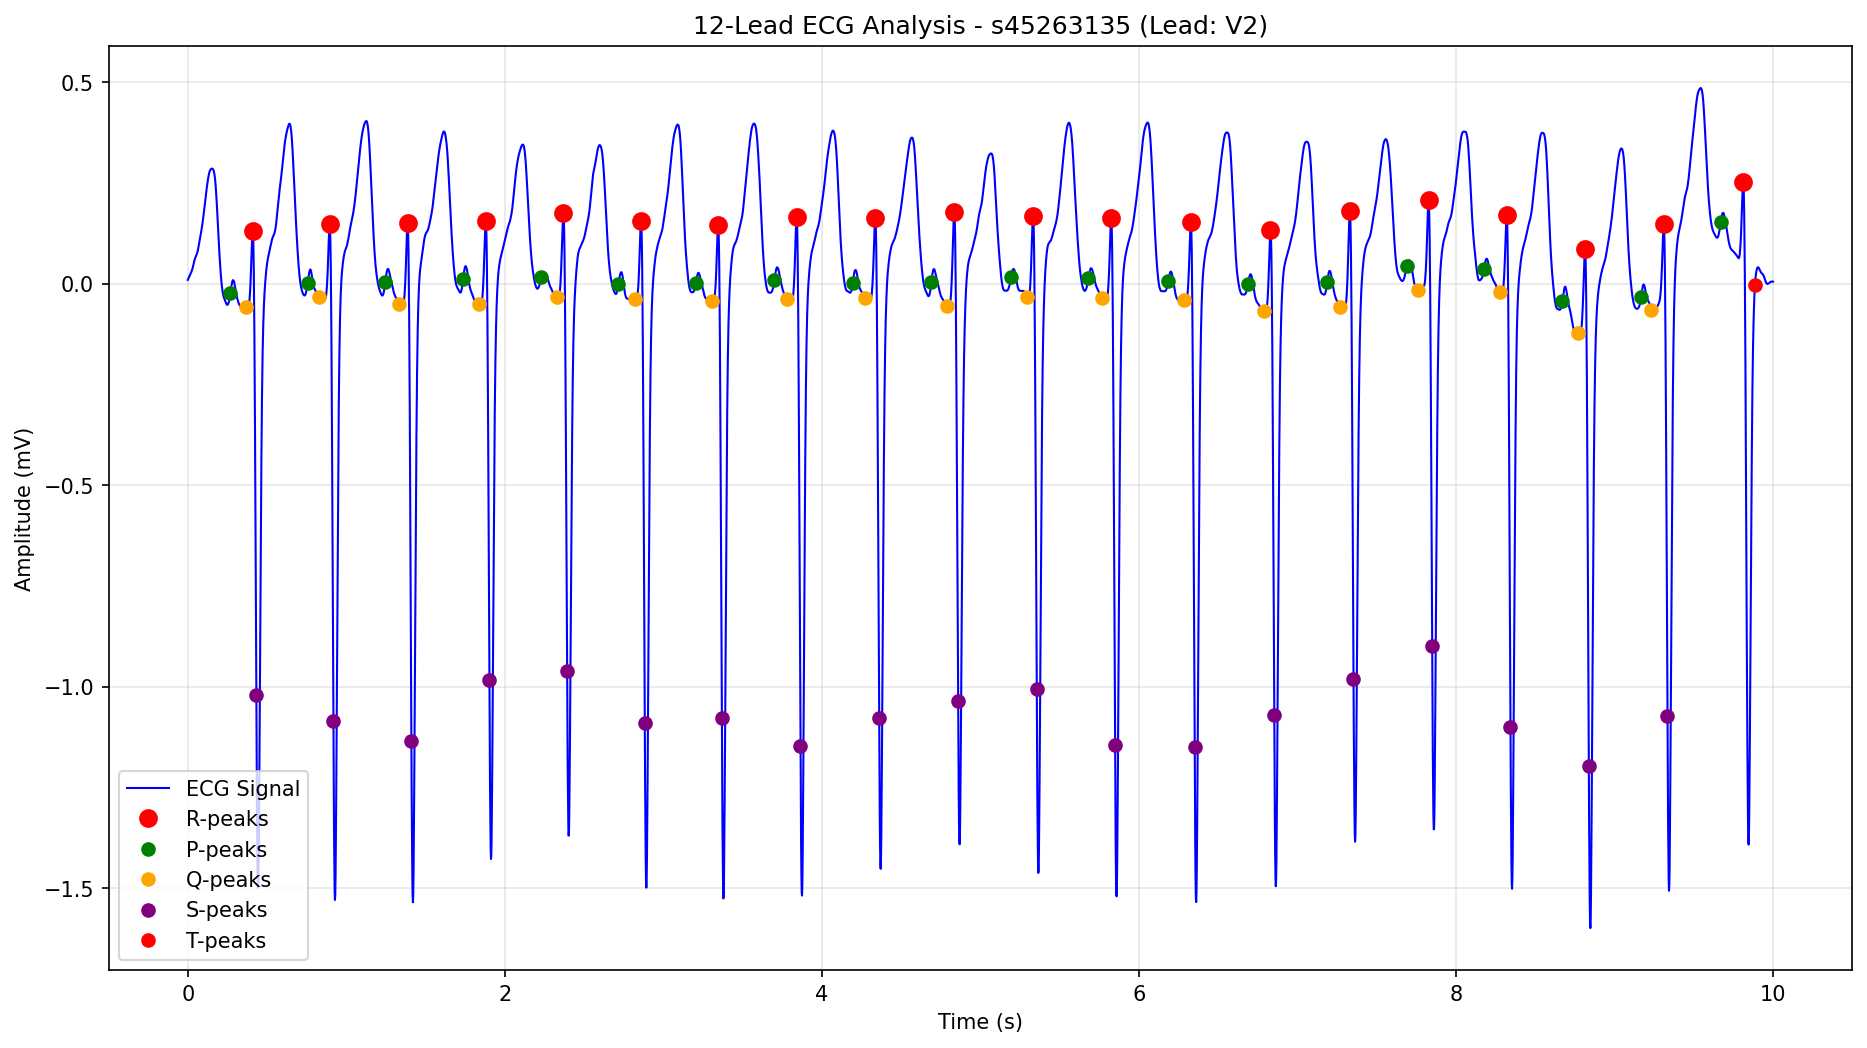 12-Lead ECG Analysis - s45263135 (Lead: V2)
Amplitude (mV)
0.5
0.0
−0.5
−1.0
−1.5
ECG Signal
R-peaks
P-peaks
Q-peaks
S-peaks
T-peaks
0 2 4 6 8 10
Time (s)